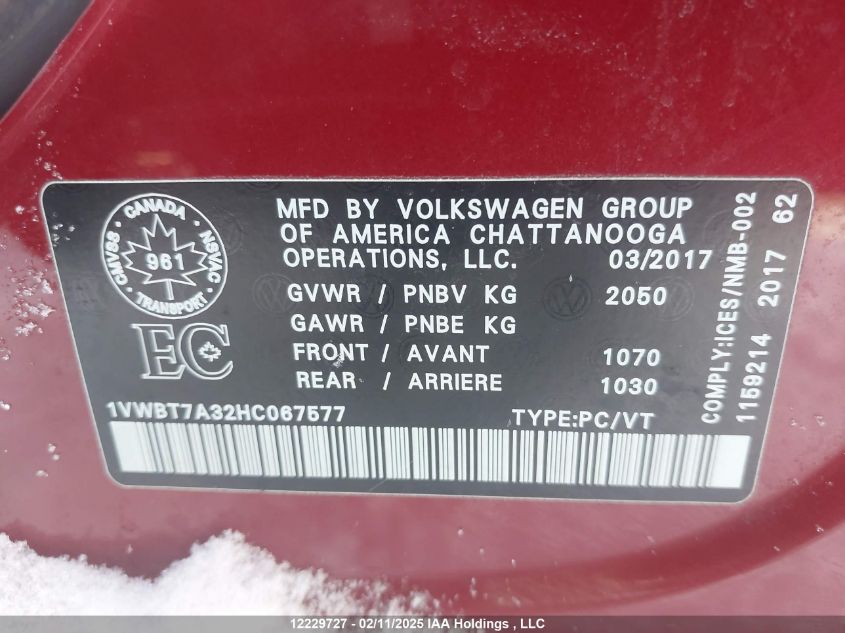 CANADA
CMVSS
961
NSVAC
TRANSPORT
EC
MFD BY VOLKSWAGEN GROUP
OF AMERICA CHATTANOOGA
OPERATIONS, LLC. 03/2017
GVWR / PNBV KG 2050
GAWR / PNBE KG
FRONT / AVANT 1070
REAR / ARRIERE 1030
1VWBT7A32HC067577 TYPE:PC/VT
COMPLY:ICES/NMB-002
1159214 2017 62
12229727 - 02/11/2025 IAA Holdings , LLC